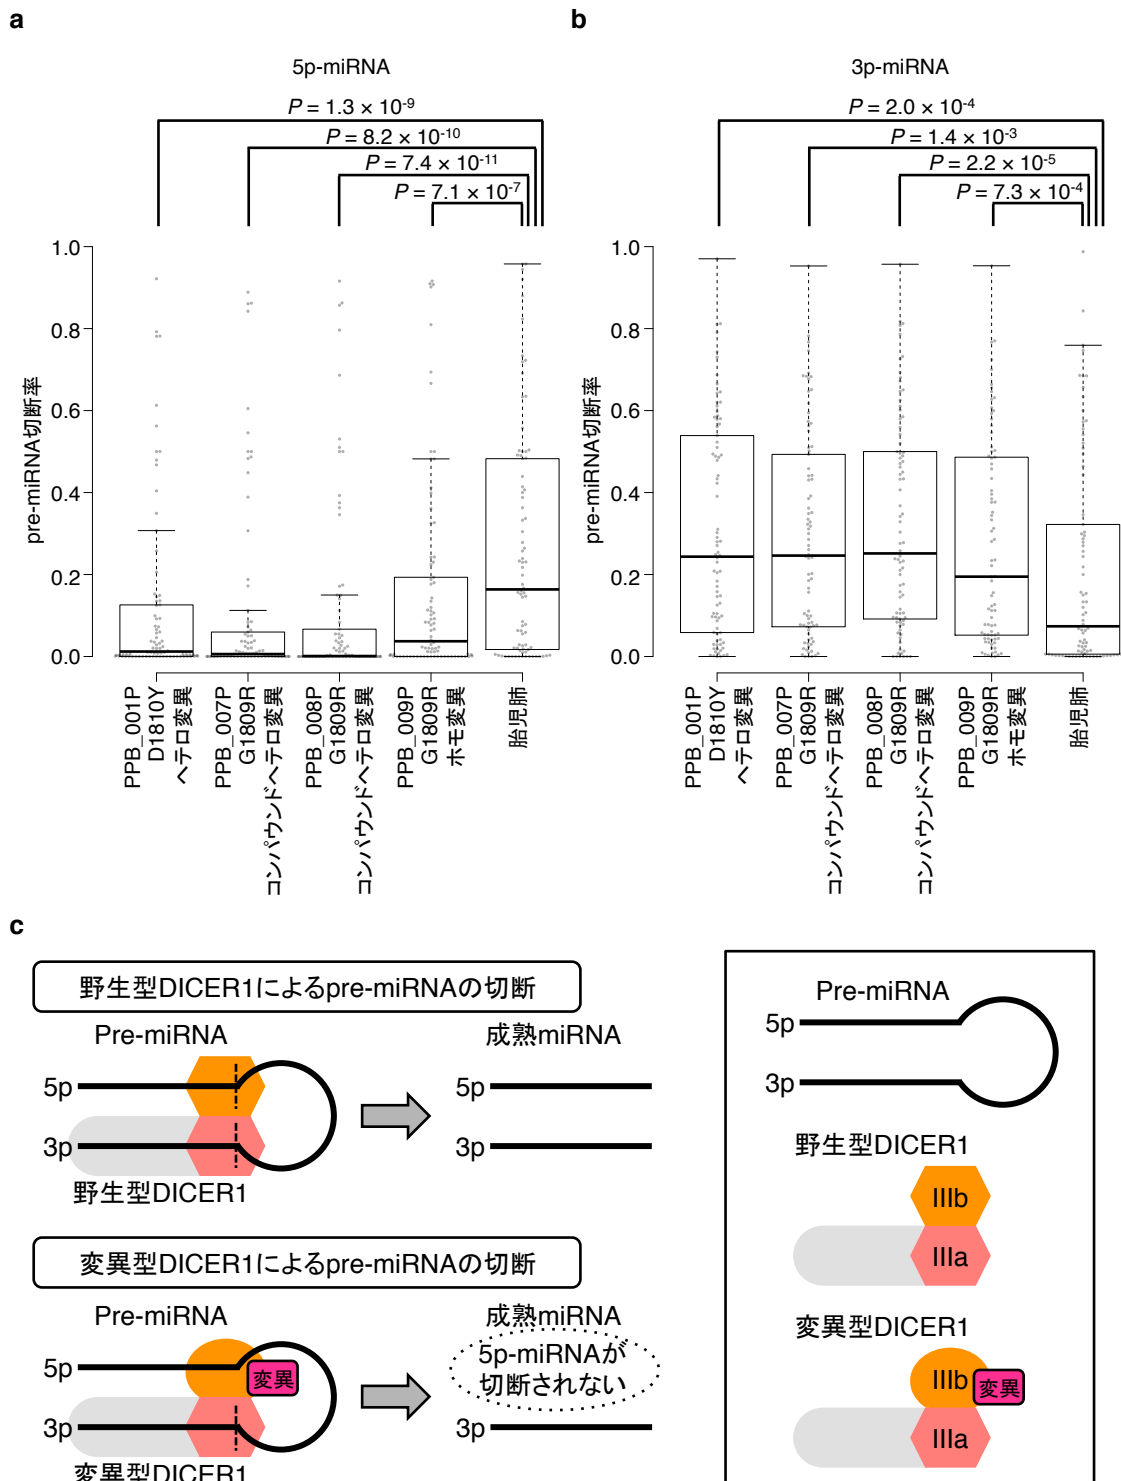 a
5p-miRNA
P = 1.3 × 10-9
P = 8.2 × 10-10
P = 7.4 × 10-11
P = 7.1 × 10-7
pre-miRNA切断率
1.0
0.8
0.6
0.4
0.2
0.0
PPB_001P
D1810Y
ヘテロ変異
PPB_007P
G1809R
コンパウンドヘテロ変異
PPB_008P
G1809R
コンパウンドヘテロ変異
PPB_009P
G1809R
ホモ変異
胎児肺
b
3p-miRNA
P = 2.0 × 10-4
P = 1.4 × 10-3
P = 2.2 × 10-5
P = 7.3 × 10-4
pre-miRNA切断率
1.0
0.8
0.6
0.4
0.2
0.0
PPB_001P
D1810Y
ヘテロ変異
PPB_007P
G1809R
コンパウンドヘテロ変異
PPB_008P
G1809R
コンパウンドヘテロ変異
PPB_009P
G1809R
ホモ変異
胎児肺
c
野生型DICER1によるpre-miRNAの切断
Pre-miRNA
成熟miRNA
5p
5p
3p
3p
野生型DICER1
変異型DICER1によるpre-miRNAの切断
Pre-miRNA
成熟miRNA
5p
変異
5p-miRNAが
切断されない
3p
3p
変異型DICER1
Pre-miRNA
5p
3p
野生型DICER1
IIIb
IIIa
変異型DICER1
IIIb
変異
IIIa